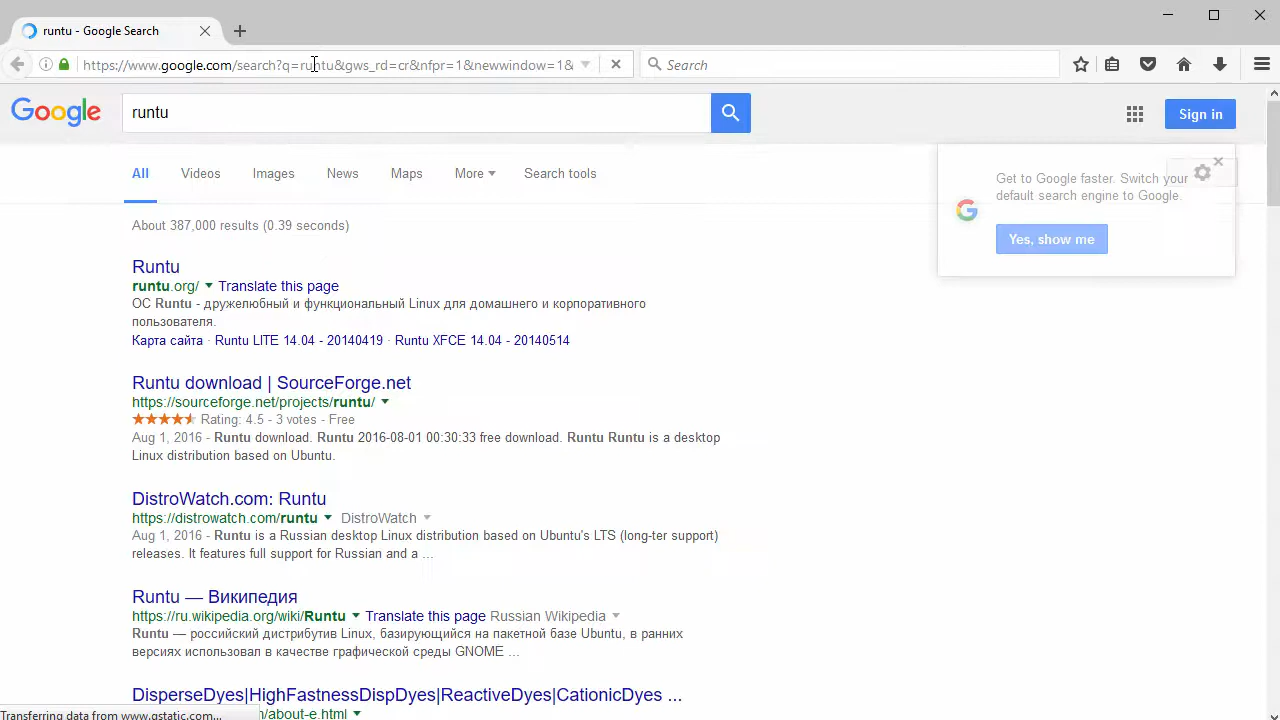 runtu - Google Search
https://www.google.com/search?q=runtu&gws_rd=cr&nfpr=1&newwindow=1&
Search
Google
runtu
Sign in
All Videos Images News Maps More Search tools
Get to Google faster. Switch your
default search engine to Google.
Yes, show me
About 387,000 results (0.39 seconds)
Runtu
runtu.org/ Translate this page
ОС Runtu - дружелюбный и функциональный Linux для домашнего и корпоративного
пользователя.
Карта сайта · Runtu LITE 14.04 - 20140419 · Runtu XFCE 14.04 - 20140514
Runtu download | SourceForge.net
https://sourceforge.net/projects/runtu/
Rating: 4.5 - 3 votes - Free
Aug 1, 2016 - Runtu download. Runtu 2016-08-01 00:30:33 free download. Runtu Runtu is a desktop
Linux distribution based on Ubuntu.
DistroWatch.com: Runtu
https://distrowatch.com/runtu DistroWatch
Aug 1, 2016 - Runtu is a Russian desktop Linux distribution based on Ubuntu's LTS (long-ter support)
releases. It features full support for Russian and a ...
Runtu — Википедия
https://ru.wikipedia.org/wiki/Runtu Translate this page Russian Wikipedia
Runtu — российский дистрибутив Linux, базирующийся на пакетной базе Ubuntu, в ранних
версиях использовал в качестве графической среды GNOME ...
DisperseDyes|HighFastnessDispDyes|ReactiveDyes|CationicDyes ...
/about-e.html
Transferring data from www.gstatic.com...